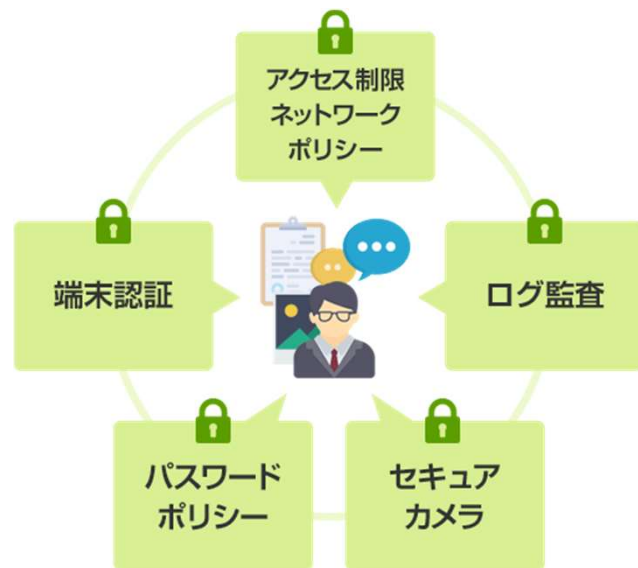 アクセス制限
ネットワーク
ポリシー
端末認証
ログ監査
パスワード
ポリシー
セキュア
カメラ